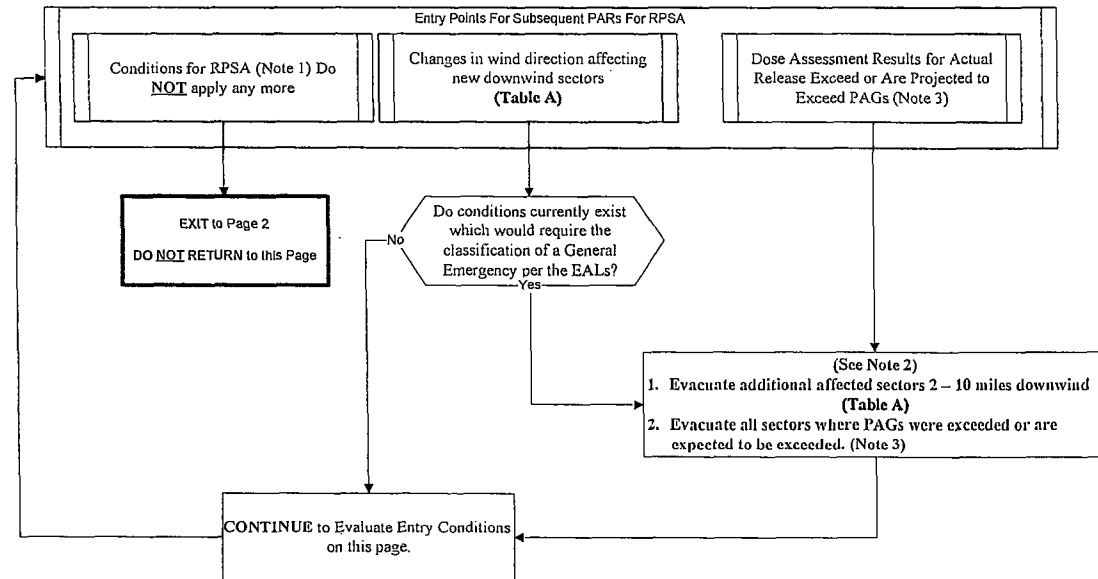 Entry Points For Subsequent PARs For RPSA
Conditions for RPSA (Note 1) Do
NOT apply any more
Changes in wind direction affecting
new downwind sectors
(Table A)
Dose Assessment Results for Actual
Release Exceed or Are Projected to
Exceed PAGs (Note 3)
EXIT to Page 2
DO NOT RETURN to this Page
Do conditions currently exist
which would require the
classification of a General
Emergency per the EALs?
No
Yes
(See Note 2)
1. Evacuate additional affected sectors 2 – 10 miles downwind
(Table A)
2. Evacuate all sectors where PAGs were exceeded or are
expected to be exceeded. (Note 3)
CONTINUE to Evaluate Entry Conditions
on this page.